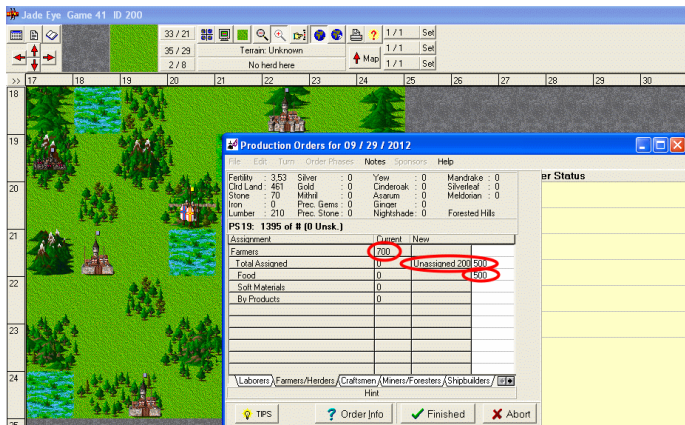 Jade Eye Game 41 ID 200
33 / 21
1 / 1 Set
35 / 29 Terrain: Unknown Map 1 / 1 Set
2 / 8 No herd here 1 / 1 Set
>> 17 18 19 20 21 22 23 24 25 26 27 28 29 30
18
19
Production Orders for 09 / 29 / 2012
File Edit Turn Order Phases Notes Sponsors Help
er Status
Fertility : 3,53 Silver : 0 Yew : 0 Mandrake : 0
Clrd Land : 461 Gold : 0 Cinderoak : 0 Silverleaf : 0
Stone : 70 Mithril : 0 Asarum : 0 Meldorian : 0
20
Iron : 0 Prec. Gems : 0 Ginger : 0
Lumber : 210 Prec. Stone : 0 Nightshade : 0 Forested Hills
PS19: 1395 of # (0 Unsk.)
21
Assignment Current New
Farmers 700
Total Assigned 0 Unassigned 200 500
Food 0 500
22
Soft Materials 0
By Products 0
23
24
Laborers Farmers/Herders Craftsmen Miners/Foresters Shipbuilders
Hint
TIPS ? Order Info Finished Abort
25